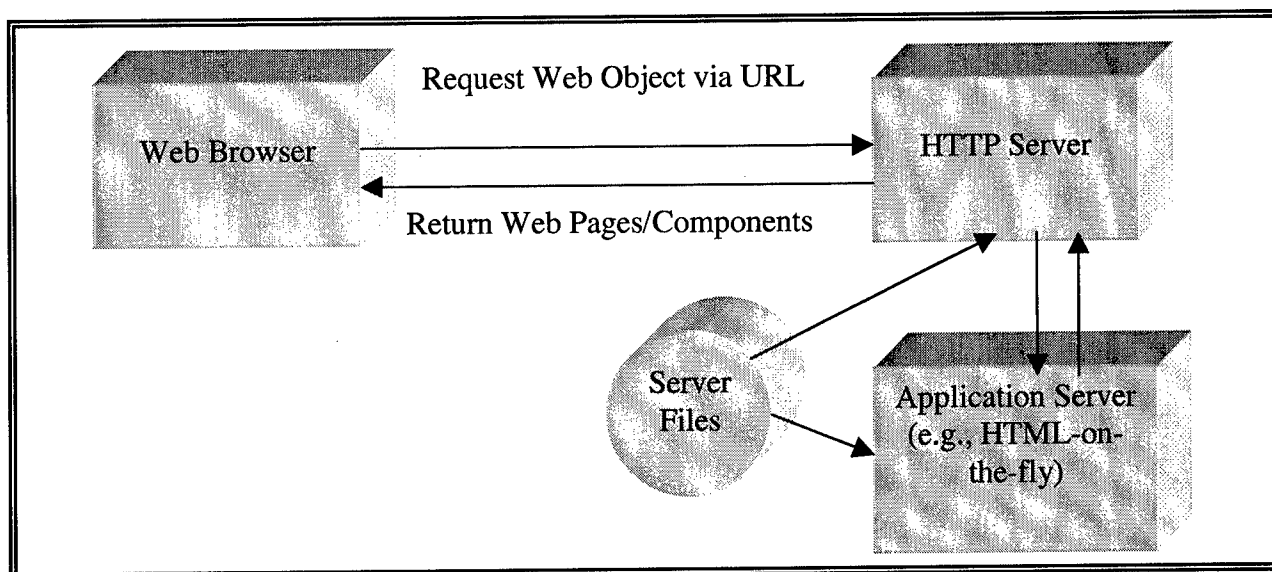 Request Web Object via URL
Web Browser
HTTP Server
Return Web Pages/Components
Server
Files
Application Server
(e.g., HTML-on-
the-fly)